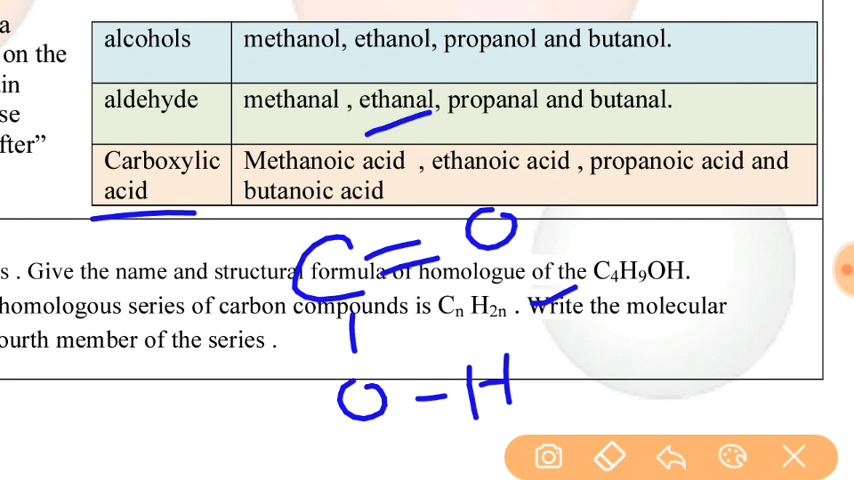 a
on the
in
se
fter”
alcohols
methanol, ethanol, propanol and butanol.
aldehyde
methanal , ethanal, propanal and butanal.
Carboxylic
acid
Methanoic acid , ethanoic acid , propanoic acid and
butanoic acid
C = O
s . Give the name and structural formula of homologue of the C₄H₉OH.
homologous series of carbon compounds is Cₙ H₂ₙ . Write the molecular
ourth member of the series .
O – H